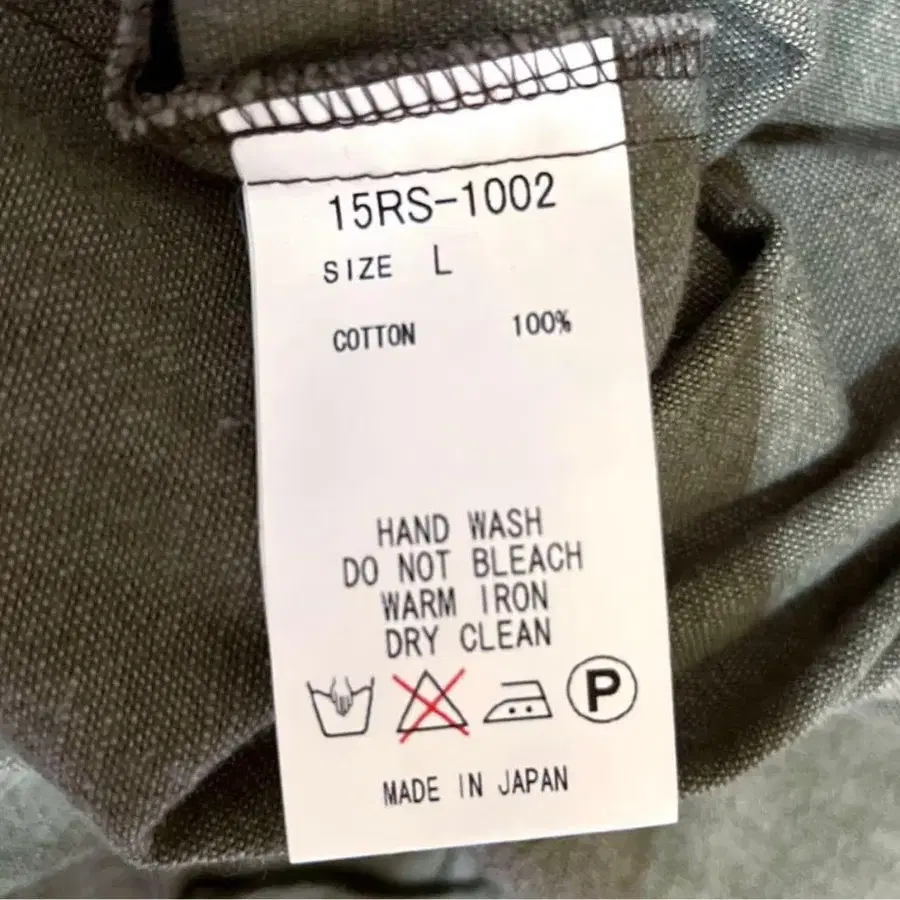 15RS-1002
SIZE L
COTTON 100%
HAND WASH
DO NOT BLEACH
WARM IRON
DRY CLEAN
P
MADE IN JAPAN